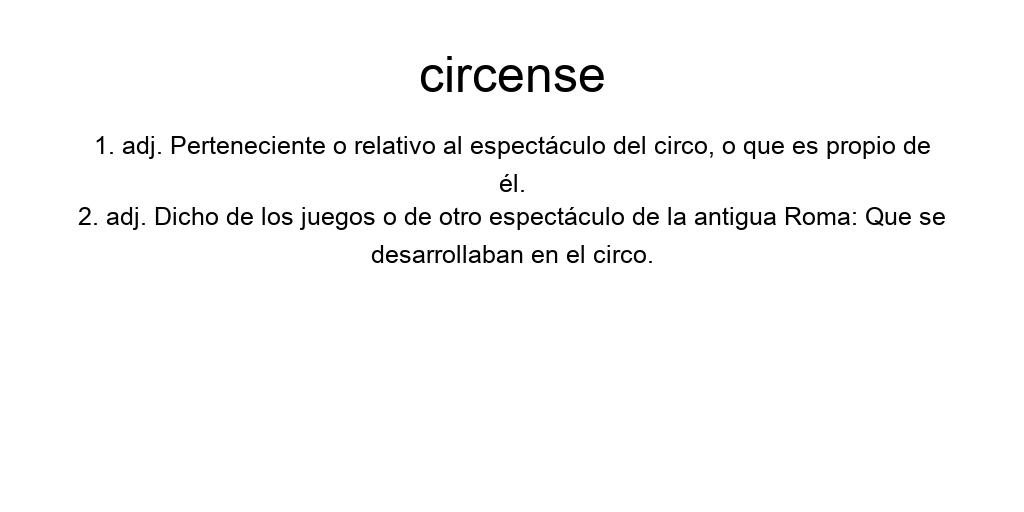 circense
1. adj. Perteneciente o relativo al espectáculo del circo, o que es propio de
él.
2. adj. Dicho de los juegos o de otro espectáculo de la antigua Roma: Que se
desarrollaban en el circo.